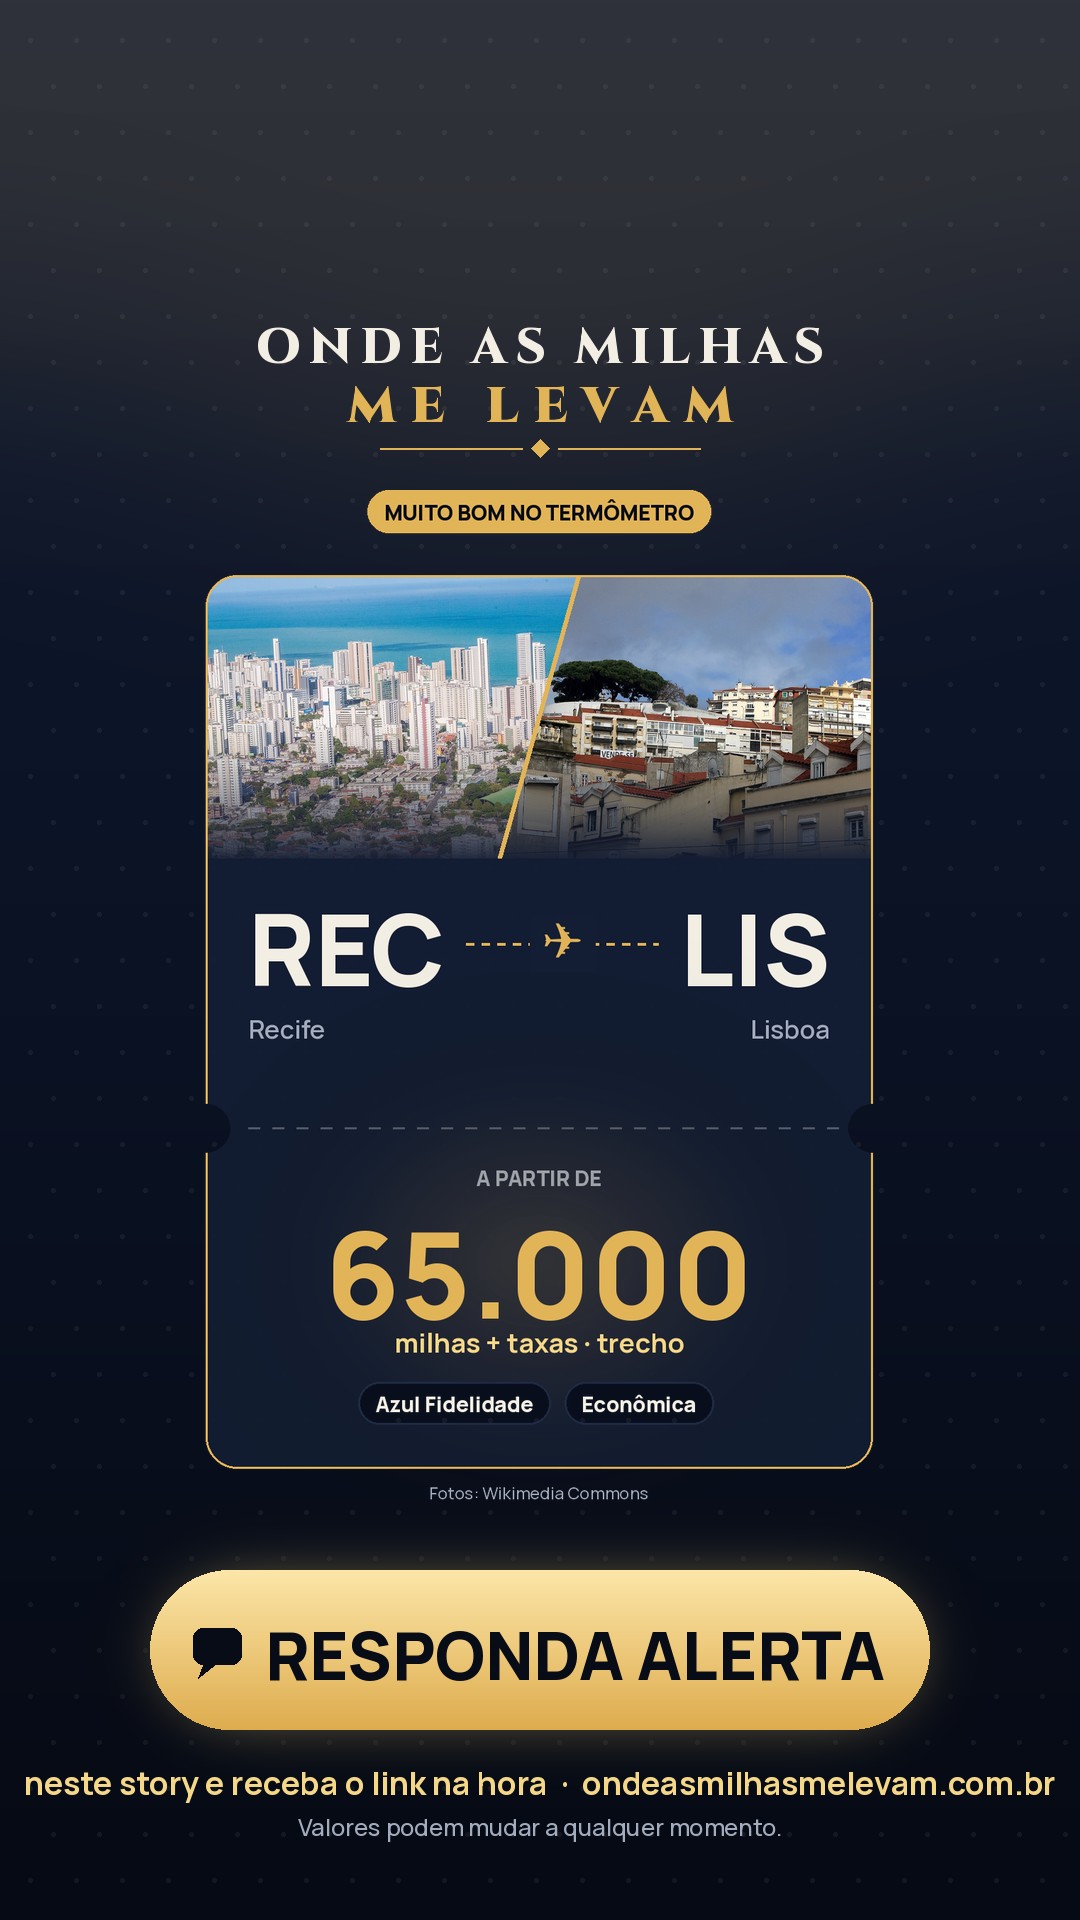 ONDE AS MILHAS
ME LEVAM
MUITO BOM NO TERMÔMETRO
VENDE-SE
REC LIS
Recife Lisboa
A PARTIR DE
65.000
milhas + taxas · trecho
Azul Fidelidade Econômica
Fotos: Wikimedia Commons
RESPONDA ALERTA
neste story e receba o link na hora · ondeasmilhasmelevam.com.br
Valores podem mudar a qualquer momento.